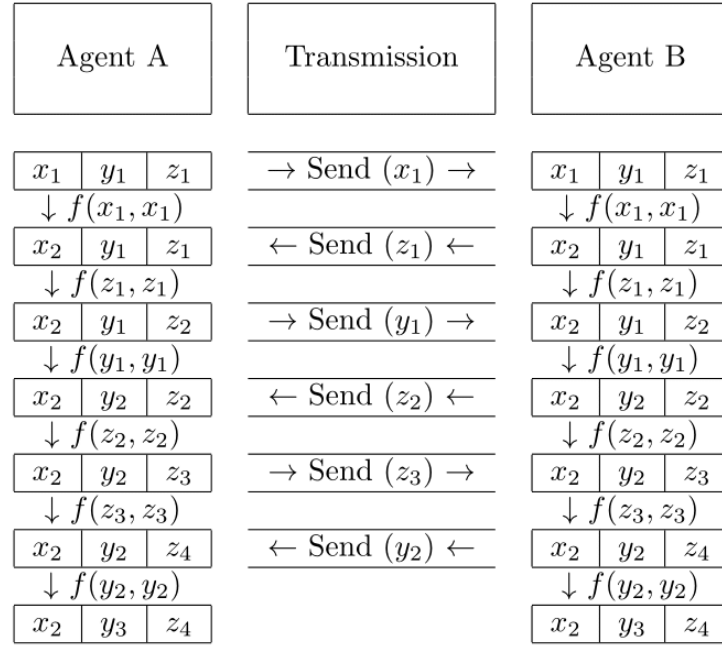 Agent A Transmission Agent B
x₁ y₁ z₁ → Send (x₁) → x₁ y₁ z₁
↓ f(x₁, x₁) ↓ f(x₁, x₁)
x₂ y₁ z₁ ← Send (z₁) ← x₂ y₁ z₁
↓ f(z₁, z₁) ↓ f(z₁, z₁)
x₂ y₁ z₂ → Send (y₁) → x₂ y₁ z₂
↓ f(y₁, y₁) ↓ f(y₁, y₁)
x₂ y₂ z₂ ← Send (z₂) ← x₂ y₂ z₂
↓ f(z₂, z₂) ↓ f(z₂, z₂)
x₂ y₂ z₃ → Send (z₃) → x₂ y₂ z₃
↓ f(z₃, z₃) ↓ f(z₃, z₃)
x₂ y₂ z₄ ← Send (y₂) ← x₂ y₂ z₄
↓ f(y₂, y₂) ↓ f(y₂, y₂)
x₂ y₃ z₄ x₂ y₃ z₄